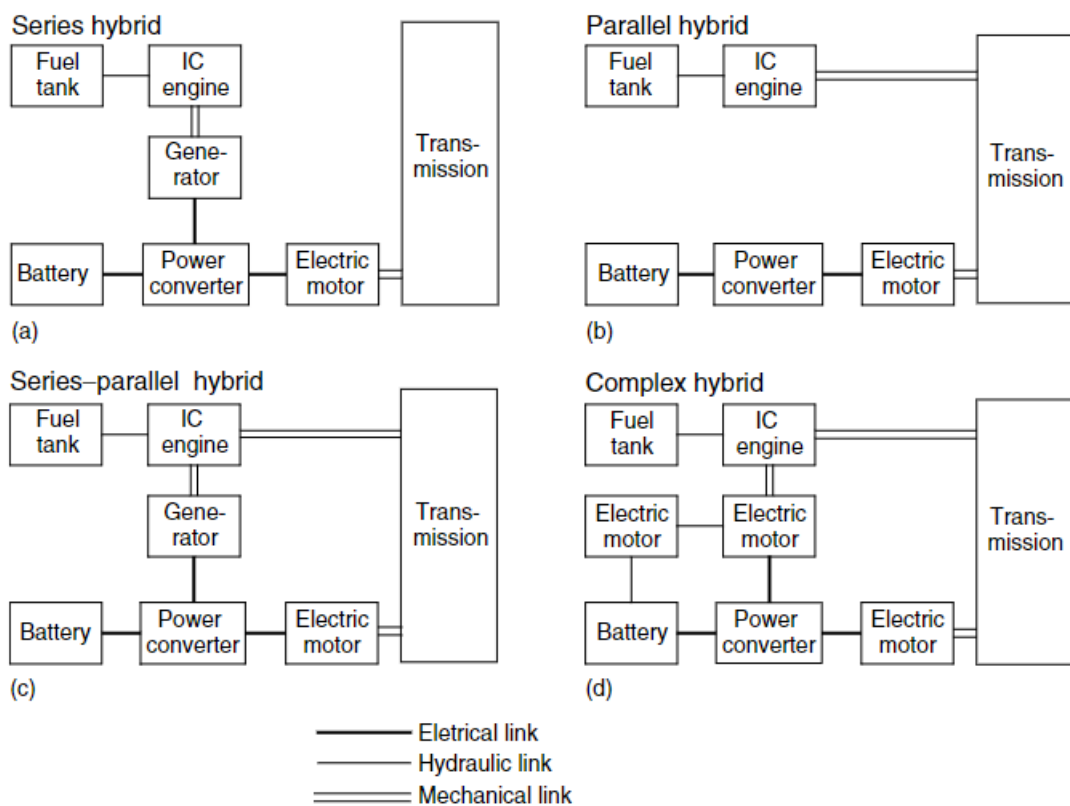 Series hybrid
Fuel
tank
IC
engine
Gene-
rator
Trans-
mission
Battery
Power
converter
Electric
motor
(a)
Parallel hybrid
Fuel
tank
IC
engine
Trans-
mission
Battery
Power
converter
Electric
motor
(b)
Series–parallel hybrid
Fuel
tank
IC
engine
Gene-
rator
Trans-
mission
Battery
Power
converter
Electric
motor
(c)
Complex hybrid
Fuel
tank
IC
engine
Electric
motor
Electric
motor
Trans-
mission
Battery
Power
converter
Electric
motor
(d)
Eletrical link
Hydraulic link
Mechanical link